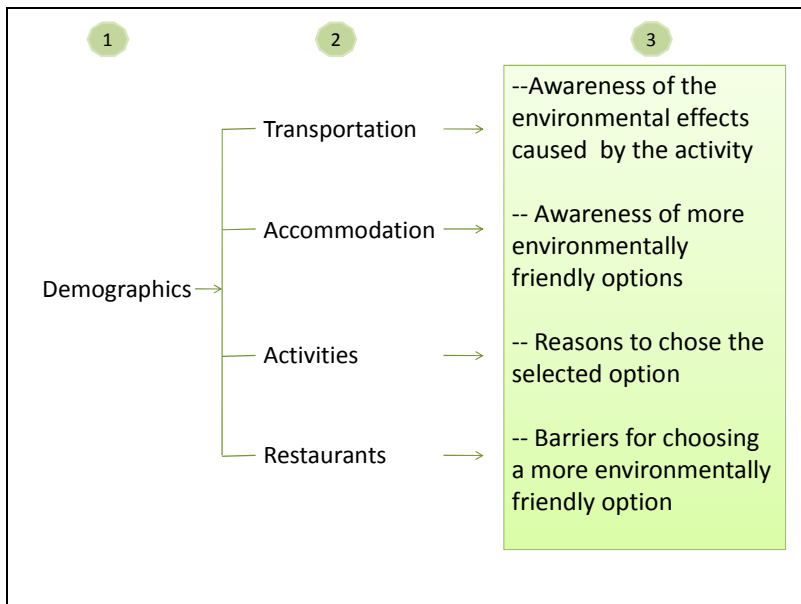 1
2
3
Transportation
Accommodation
Demographics
Activities
Restaurants
--Awareness of the
environmental effects
caused by the activity
-- Awareness of more
environmentally
friendly options
-- Reasons to chose the
selected option
-- Barriers for choosing
a more environmentally
friendly option